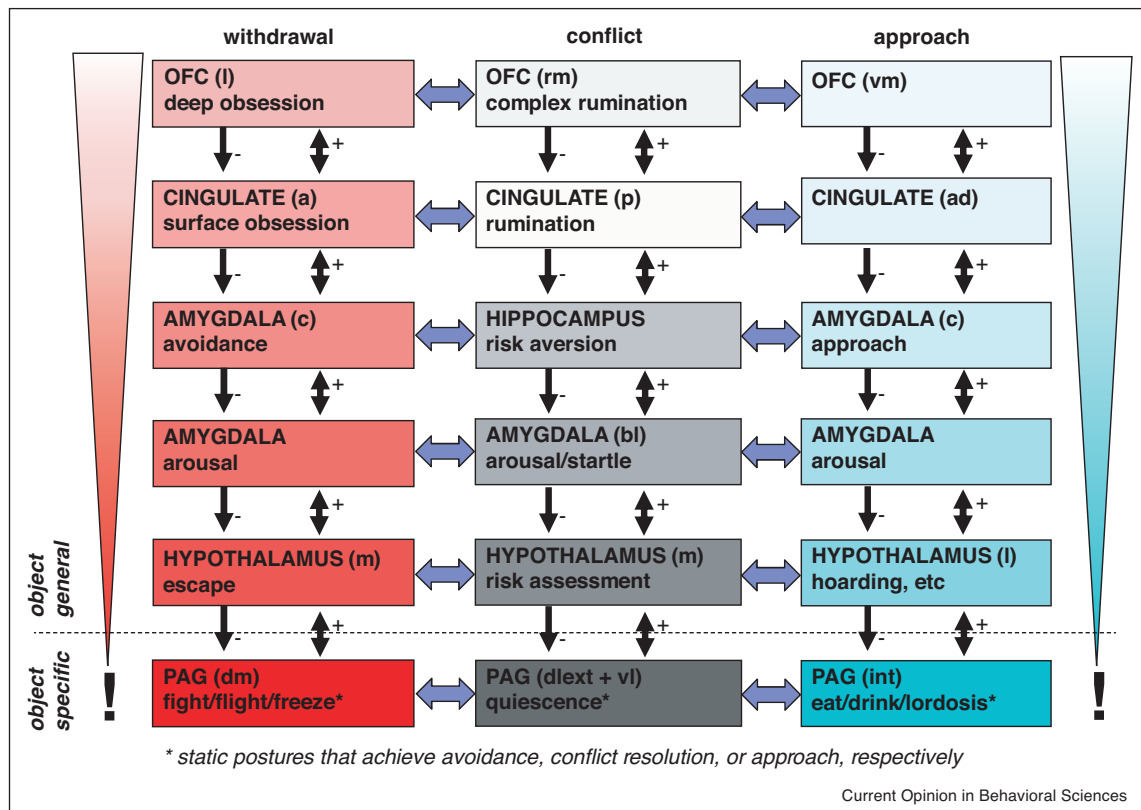 withdrawal conflict approach
OFC (l)
deep obsession
OFC (rm)
complex rumination
OFC (vm)
- + - + - +
CINGULATE (a)
surface obsession
CINGULATE (p)
rumination
CINGULATE (ad)
- + - + - +
AMYGDALA (c)
avoidance
HIPPOCAMPUS
risk aversion
AMYGDALA (c)
approach
- + - + - +
AMYGDALA
arousal
AMYGDALA (bl)
arousal/startle
AMYGDALA
arousal
- + - + - +
object
general
HYPOTHALAMUS (m)
escape
HYPOTHALAMUS (m)
risk assessment
HYPOTHALAMUS (l)
hoarding, etc
- + - + - +
object
specific
!
PAG (dm)
fight/flight/freeze*
PAG (dlext + vl)
quiescence*
PAG (int)
eat/drink/lordosis*
!
* static postures that achieve avoidance, conflict resolution, or approach, respectively
Current Opinion in Behavioral Sciences